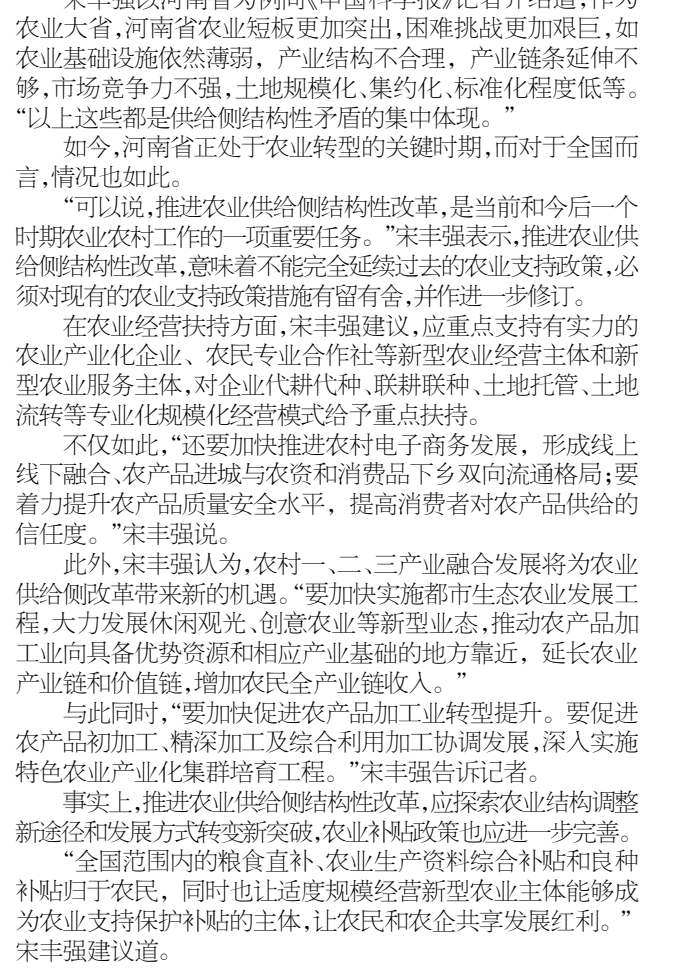 宋丰强以河南省为例向《中国科学报》记者介绍道，作为
农业大省，河南省农业短板更加突出，困难挑战更加艰巨，如
农业基础设施依然薄弱，产业结构不合理，产业链条延伸不
够，市场竞争力不强，土地规模化、集约化、标准化程度低等。
“以上这些都是供给侧结构性矛盾的集中体现。”
如今，河南省正处于农业转型的关键时期，而对于全国而
言，情况也如此。
“可以说，推进农业供给侧结构性改革，是当前和今后一个
时期农业农村工作的一项重要任务。”宋丰强表示，推进农业供
给侧结构性改革，意味着不能完全延续过去的农业支持政策，必
须对现有的农业支持政策措施有留有舍，并作进一步修订。
在农业经营扶持方面，宋丰强建议，应重点支持有实力的
农业产业化企业、农民专业合作社等新型农业经营主体和新
型农业服务主体，对企业代耕代种、联耕联种、土地托管、土地
流转等专业化规模化经营模式给予重点扶持。
不仅如此，“还要加快推进农村电子商务发展，形成线上
线下融合、农产品进城与农资和消费品下乡双向流通格局；要
着力提升农产品质量安全水平，提高消费者对农产品供给的
信任度。”宋丰强说。
此外，宋丰强认为，农村一、二、三产业融合发展将为农业
供给侧改革带来新的机遇。“要加快实施都市生态农业发展工
程，大力发展休闲观光、创意农业等新型业态，推动农产品加
工业向具备优势资源和相应产业基础的地方靠近，延长农业
产业链和价值链，增加农民全产业链收入。”
与此同时，“要加快促进农产品加工业转型提升。要促进
农产品初加工、精深加工及综合利用加工协调发展，深入实施
特色农业产业化集群培育工程。”宋丰强告诉记者。
事实上，推进农业供给侧结构性改革，应探索农业结构调整
新途径和发展方式转变新突破，农业补贴政策也应进一步完善。
“全国范围内的粮食直补、农业生产资料综合补贴和良种
补贴归于农民，同时也让适度规模经营新型农业主体能够成
为农业支持保护补贴的主体，让农民和农企共享发展红利。”
宋丰强建议道。